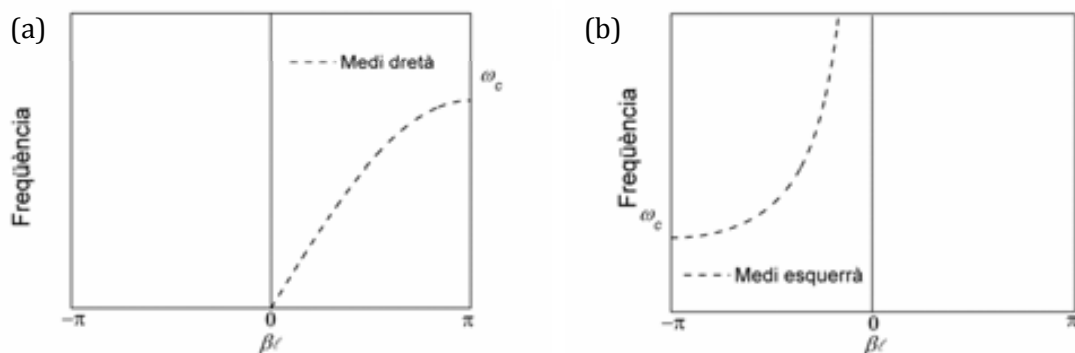 (a)
Medi dretà
ω_c
Freqüència
−π
0
π
βℓ
(b)
Freqüència
ω_c
Medi esquerrà
−π
0
π
βℓ